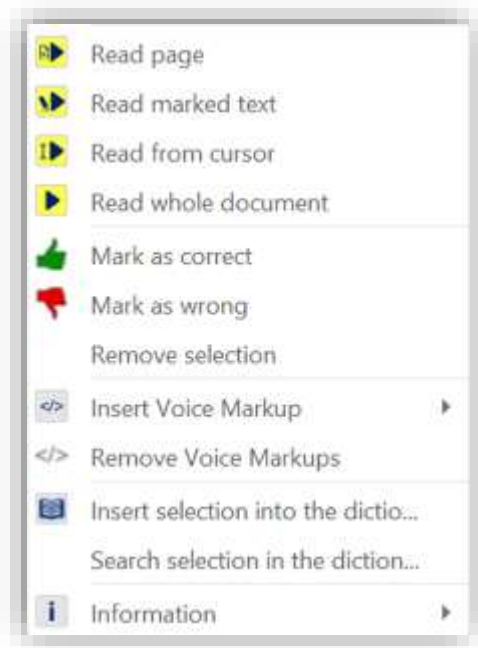 Read page
Read marked text
Read from cursor
Read whole document
Mark as correct
Mark as wrong
Remove selection
</> Insert Voice Markup
</> Remove Voice Markups
Insert selection into the dictio...
Search selection in the diction...
i Information